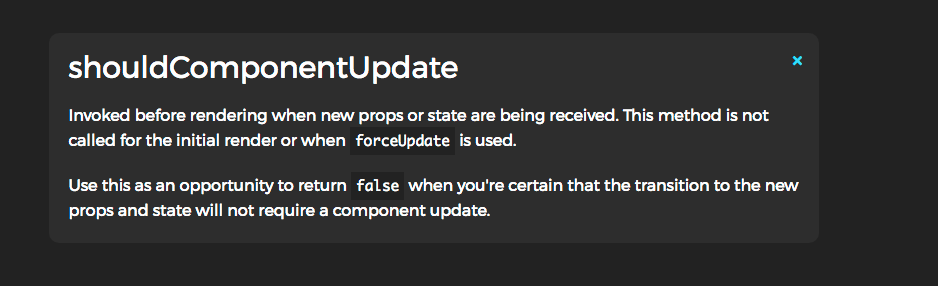 shouldComponentUpdate
Invoked before rendering when new props or state are being received. This method is not
called for the initial render or when forceUpdate is used.
Use this as an opportunity to return false when you're certain that the transition to the new
props and state will not require a component update.